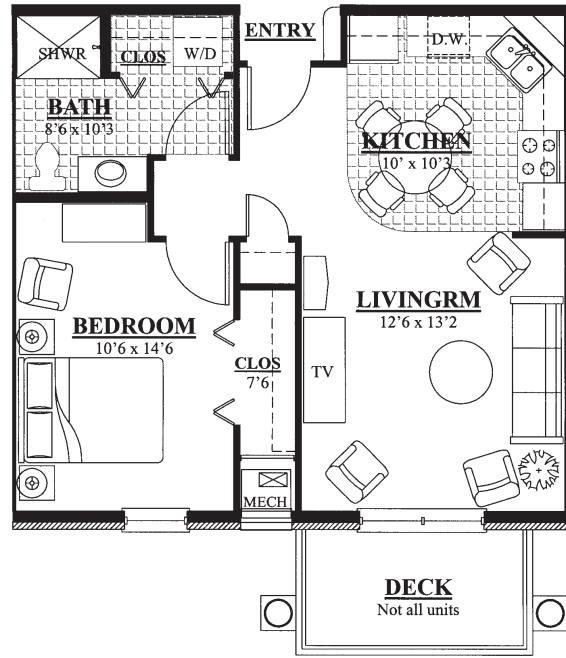 SHWR
CLOS
W/D
ENTRY
D.W.
BATH
8'6 x 10'3
KITCHEN
10' x 10'3
BEDROOM
10'6 x 14'6
LIVINGRM
12'6 x 13'2
CLOS
7'6
TV
MECH
DECK
Not all units